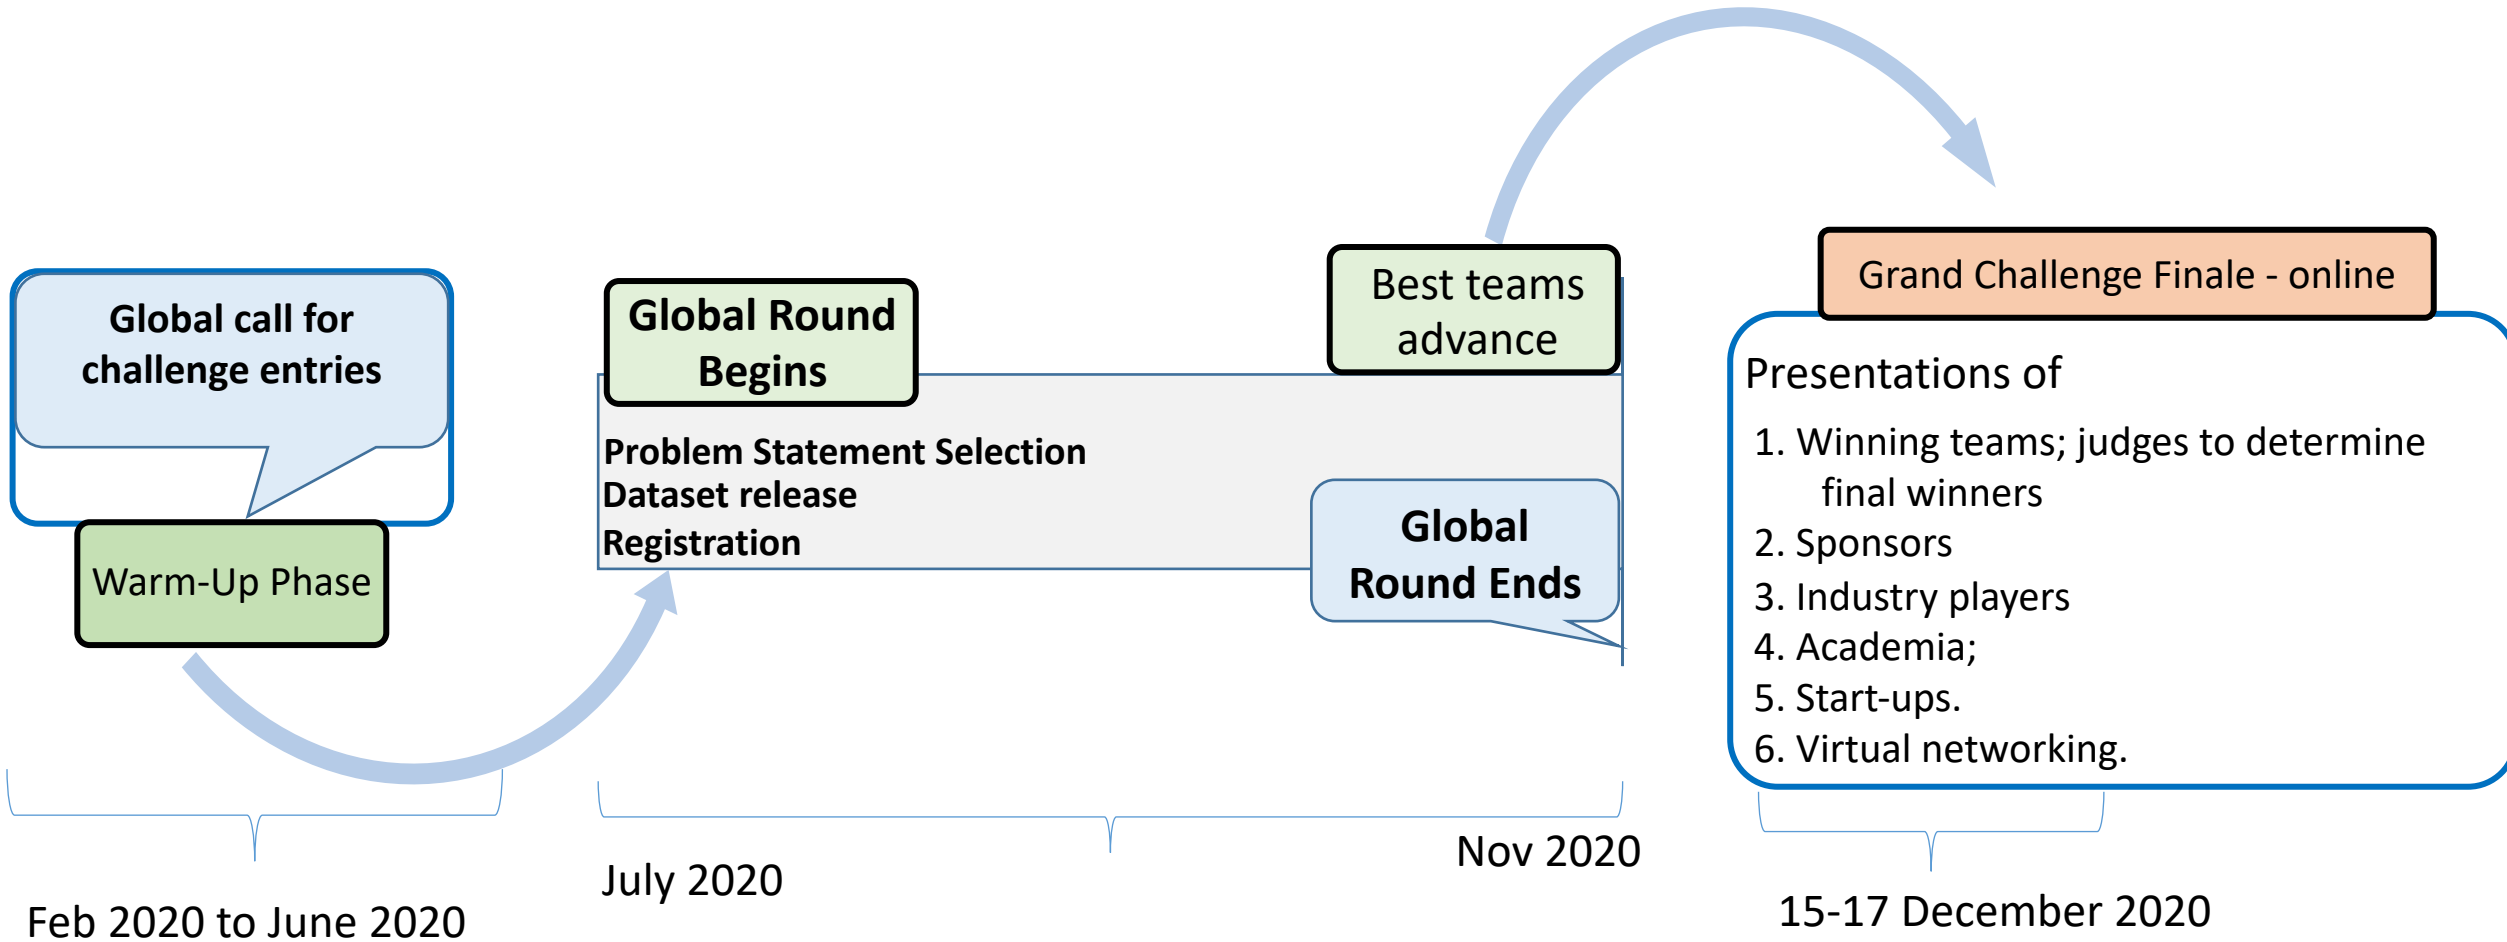 Global call for
challenge entries
Warm-Up Phase
Feb 2020 to June 2020
Global Round
Begins
Problem Statement Selection
Dataset release
Registration
Best teams
advance
Global
Round Ends
July 2020
Nov 2020
Grand Challenge Finale - online
Presentations of
1. Winning teams; judges to determine
final winners
2. Sponsors
3. Industry players
4. Academia;
5. Start-ups.
6. Virtual networking.
15-17 December 2020